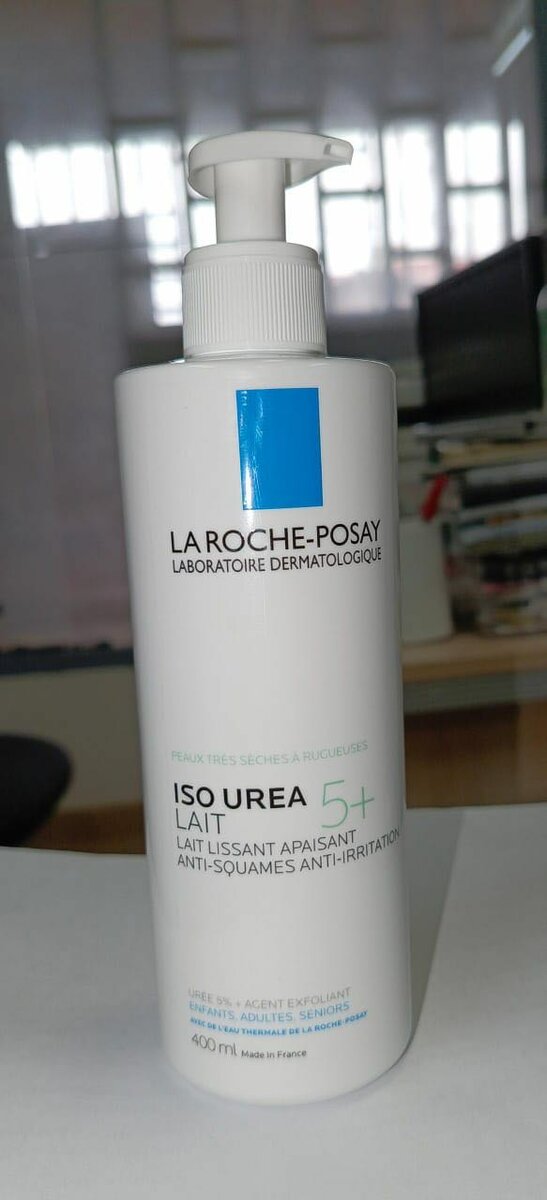 LA ROCHE-POSAY
LABORATOIRE DERMATOLOGIQUE
PEAUX TRÈS SÈCHES À RUGUEUSES
ISO UREA 5+
LAIT
LAIT LISSANT APAISANT
ANTI-SQUAMES ANTI-IRRITATION
URÉE 5% + AGENT EXFOLIANT
ENFANTS, ADULTES, SENIORS
AVEC DE L'EAU THERMALE DE LA ROCHE-POSAY
400 ml Made in France